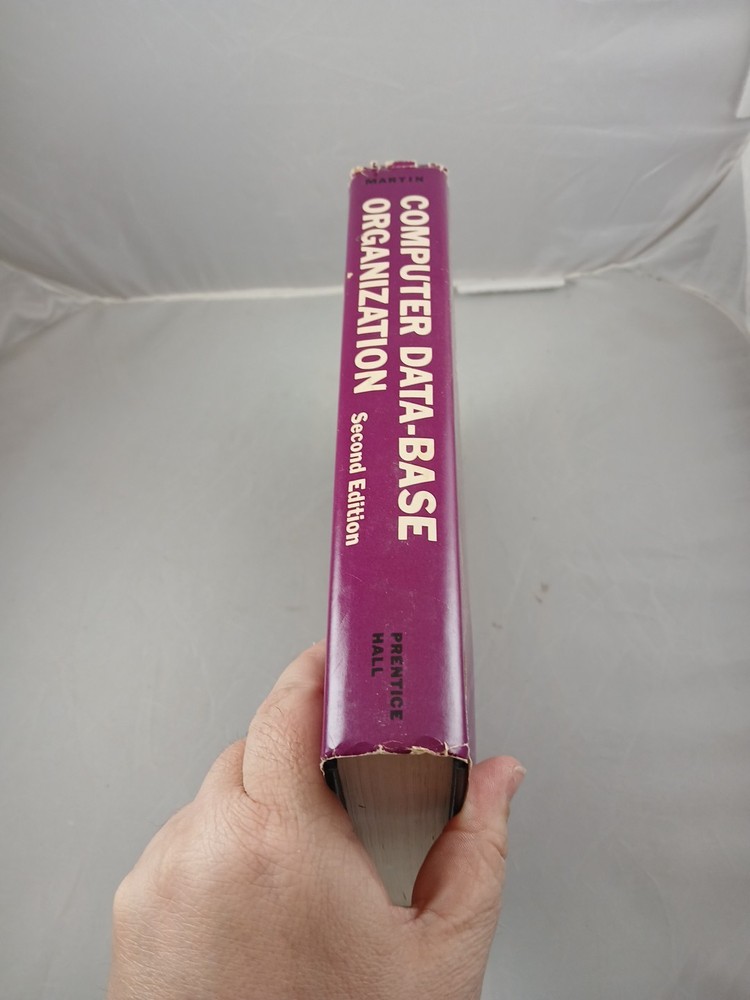 MARTIN
COMPUTER DATA-BASE
ORGANIZATION
Second Edition
PRENTICE
HALL